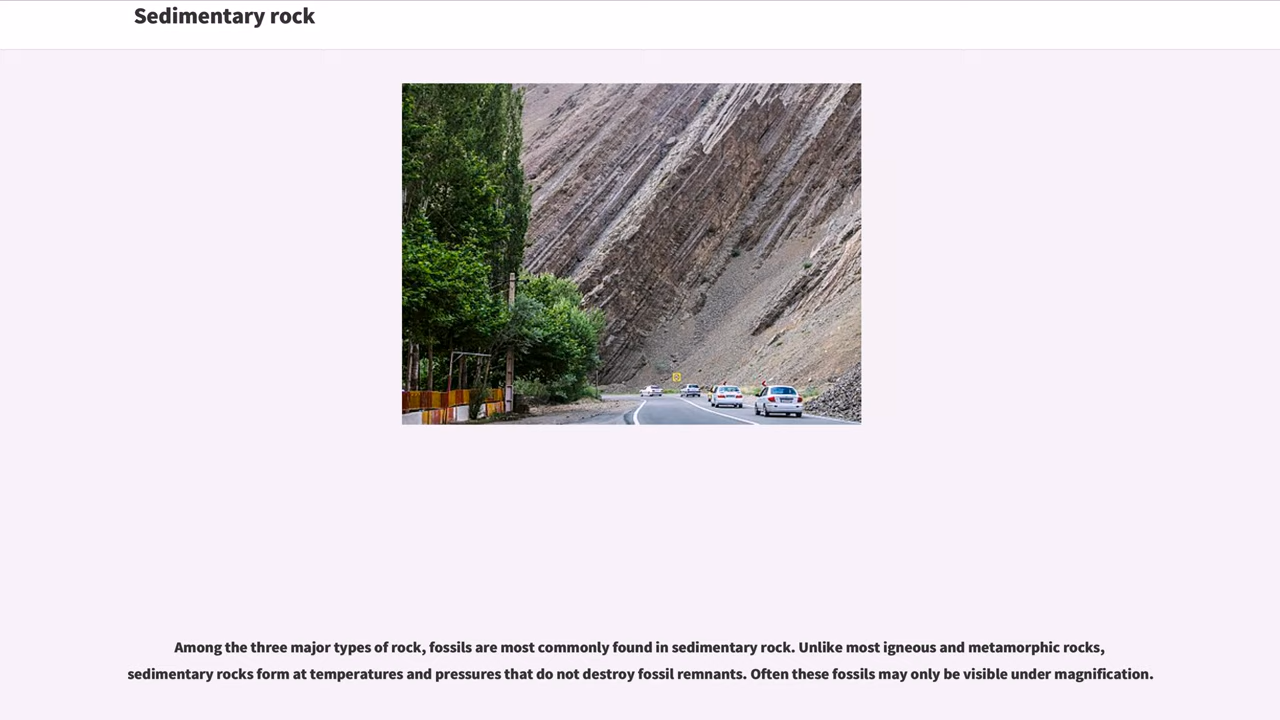 Sedimentary rock
Among the three major types of rock, fossils are most commonly found in sedimentary rock. Unlike most igneous and metamorphic rocks,
sedimentary rocks form at temperatures and pressures that do not destroy fossil remnants. Often these fossils may only be visible under magnification.